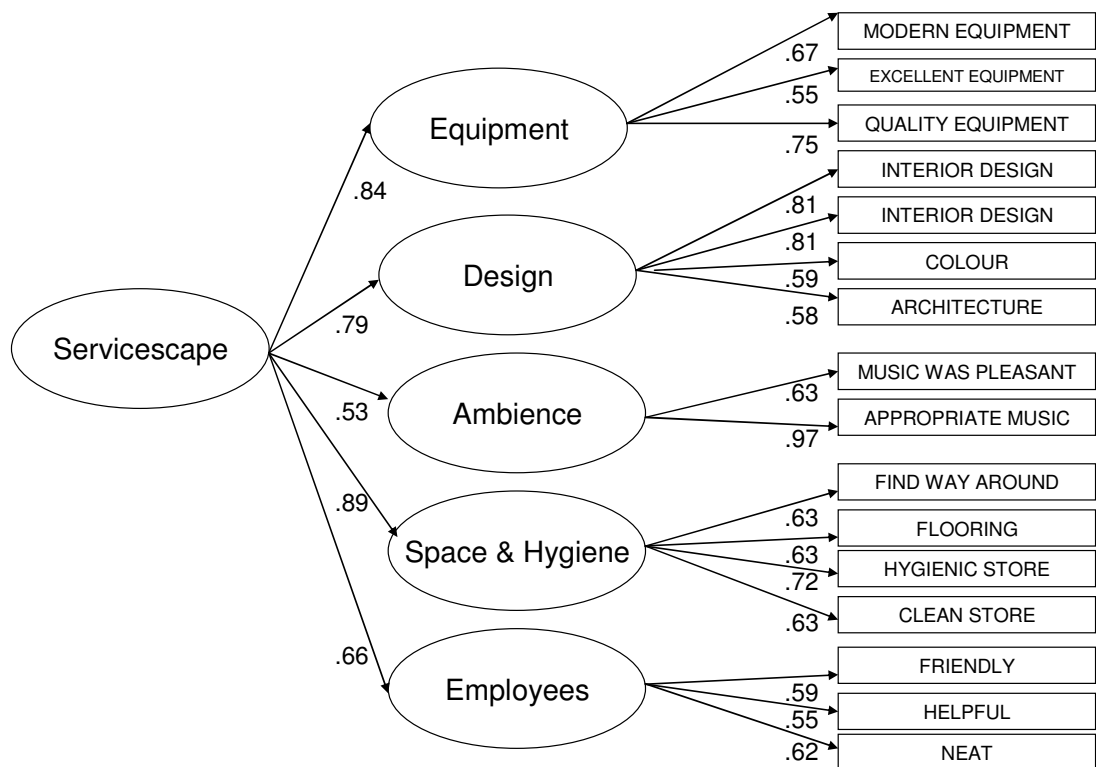 MODERN EQUIPMENT
.67
EXCELLENT EQUIPMENT
.55
Equipment
QUALITY EQUIPMENT
.75
INTERIOR DESIGN
.84
.81
INTERIOR DESIGN
.81
Design
COLOUR
.59
ARCHITECTURE
.79
.58
Servicescape
MUSIC WAS PLEASANT
.63
.53
Ambience
APPROPRIATE MUSIC
.97
FIND WAY AROUND
.89
.63
FLOORING
Space & Hygiene
.63
HYGIENIC STORE
.72
CLEAN STORE
.63
.66
FRIENDLY
Employees
.59
HELPFUL
.55
NEAT
.62